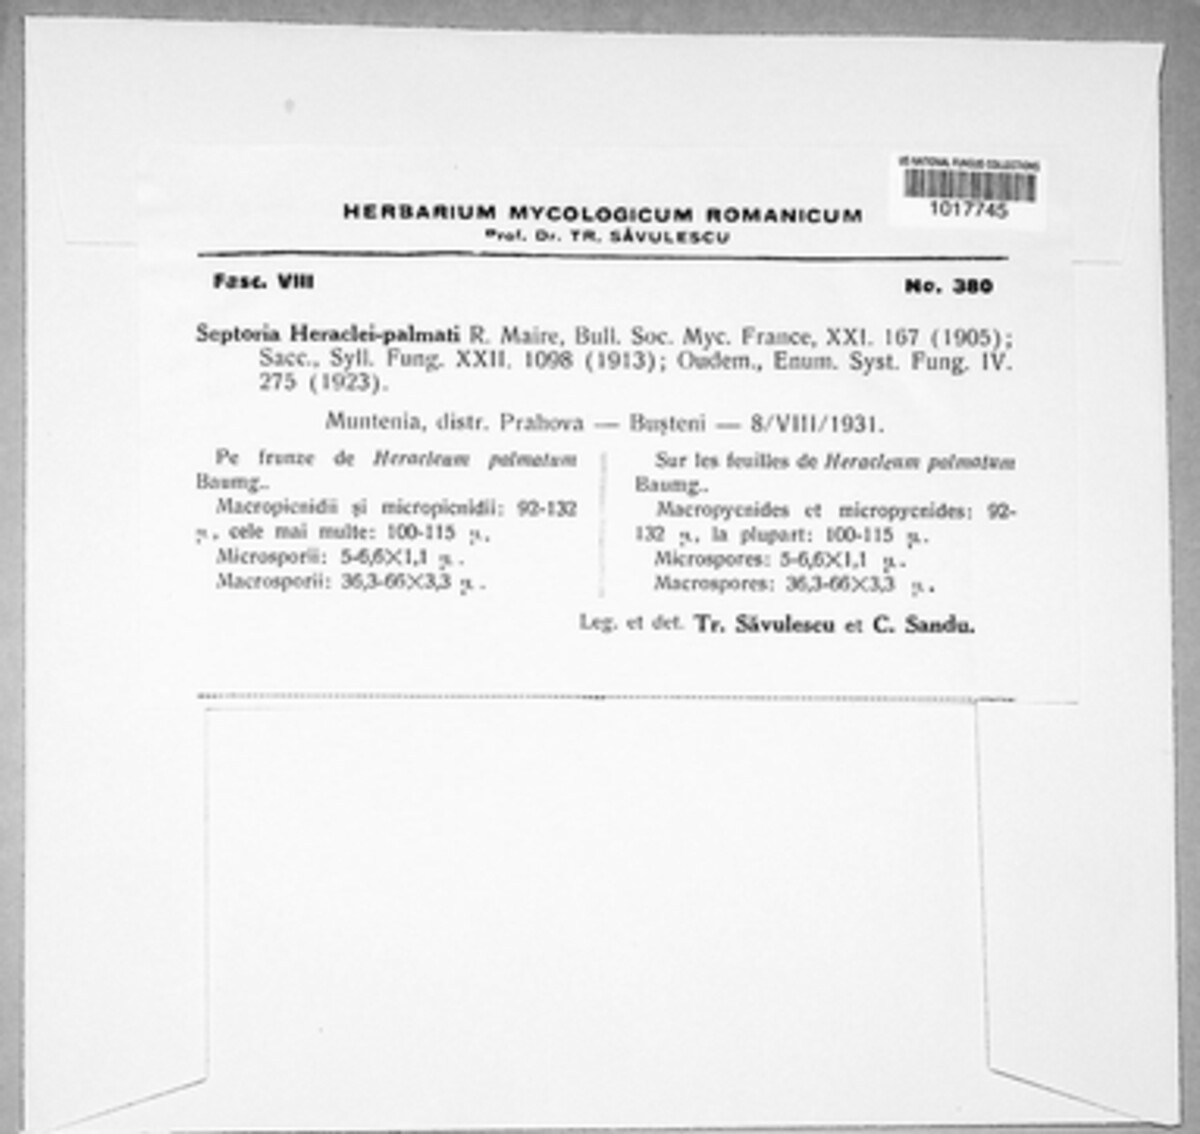 US NATIONAL FUNGUS COLLECTIONS
1017745
HERBARIUM MYCOLOGICUM ROMANICUM
Prof. Dr. TR. SĂVULESCU
Fasc. VIII
No. 380
Septoria Heraclei-palmati R. Maire, Bull. Soc. Myc. France, XXI. 167 (1905);
Sacc., Syll. Fung. XXII. 1098 (1913); Oudem., Enum. Syst. Fung. IV.
275 (1923).
Muntenia, distr. Prahova — Bușteni — 8/VIII/1931.
Pe frunze de Heracleum palmatum
Baumg..
Macropicnidii și micropicnidii: 92-132
μ., cele mai multe: 100-115 μ.
Microsporii: 5-6,6×1,1 μ.
Macrosporii: 36,3-66×3,3 μ.
Sur les feuilles de Heracleum palmatum
Baumg..
Macropycnides et micropycnides: 92-
132 μ., la plupart: 100-115 μ.
Microspores: 5-6,6×1,1 μ.
Macrospores: 36,3-66×3,3 μ.
Leg. et det. Tr. Săvulescu et C. Sandu.